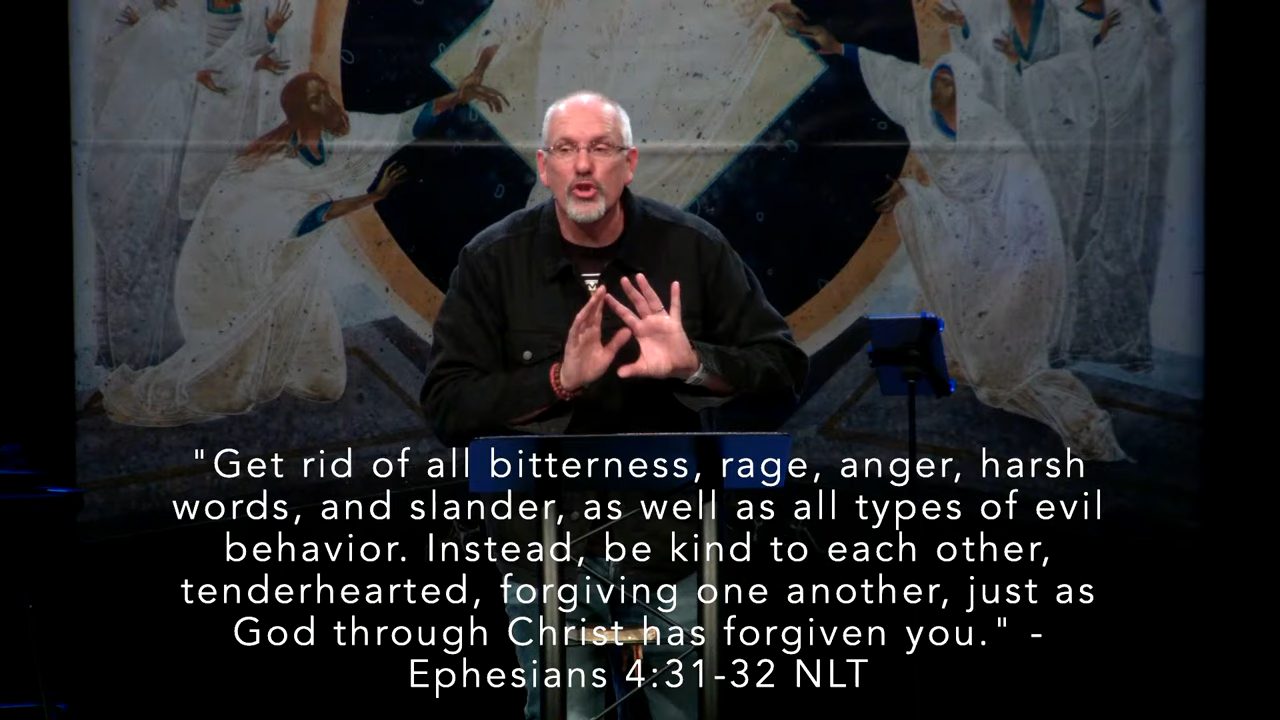 "Get rid of all bitterness, rage, anger, harsh
words, and slander, as well as all types of evil
behavior. Instead, be kind to each other,
tenderhearted, forgiving one another, just as
God through Christ has forgiven you." -
Ephesians 4:31-32 NLT